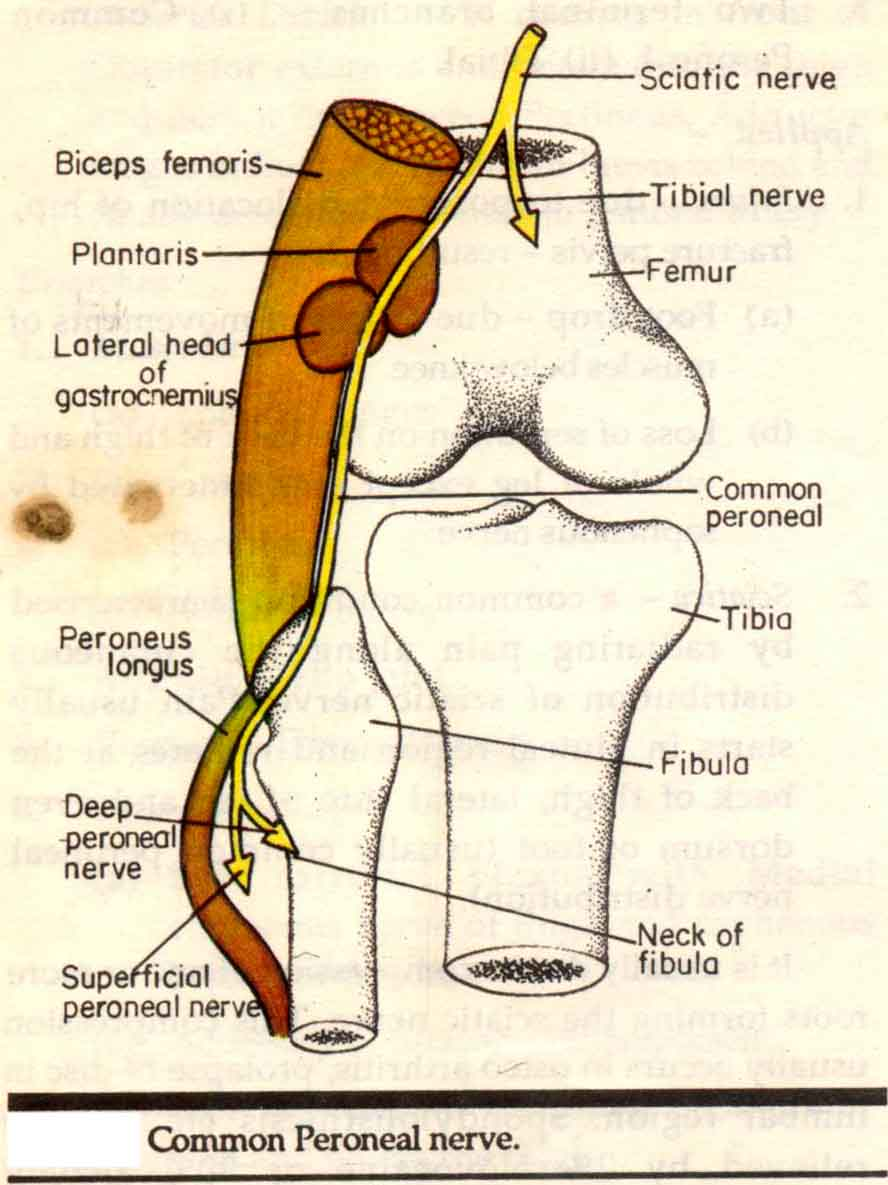 Sciatic nerve
Biceps femoris
Tibial nerve
Plantaris
Femur
Lateral head
of
gastrocnemius
Common
peroneal
Tibia
Peroneus
longus
Fibula
Deep
peroneal
nerve
Neck of
fibula
Superficial
peroneal nerve
Common Peroneal nerve.